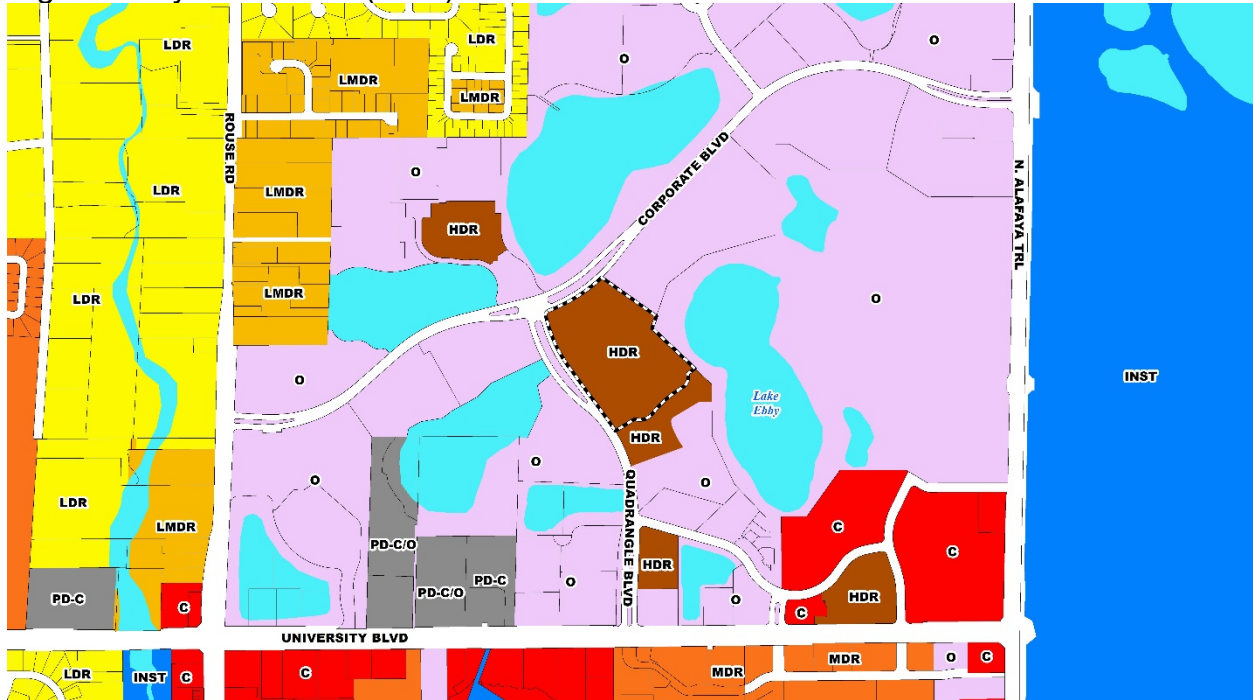 LDR
LDR
O
O
LMDR
LMDR
ROUSE RD
CORPORATE BLVD
N. ALAFAYA TRL
O
LDR
LMDR
HDR
LMDR
LDR
O
HDR
O
INST
Lake
Ebby
HDR
O
O
O
QUADRANGLE BLVD
LDR
LMDR
C
C
PD-C/O
HDR
PD-C
O
PD-C/O
PD-C
C
O
C
HDR
UNIVERSITY BLVD
LDR
INST
C
C
MDR
MDR
O
C